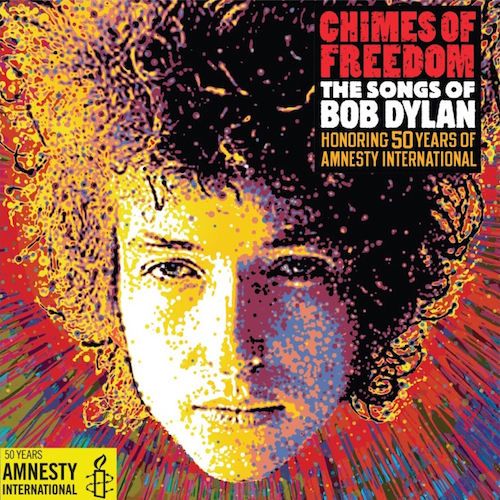 CHIMES OF
FREEDOM
THE SONGS OF
BOB DYLAN
HONORING 50 YEARS OF
AMNESTY INTERNATIONAL
50 YEARS
AMNESTY
INTERNATIONAL